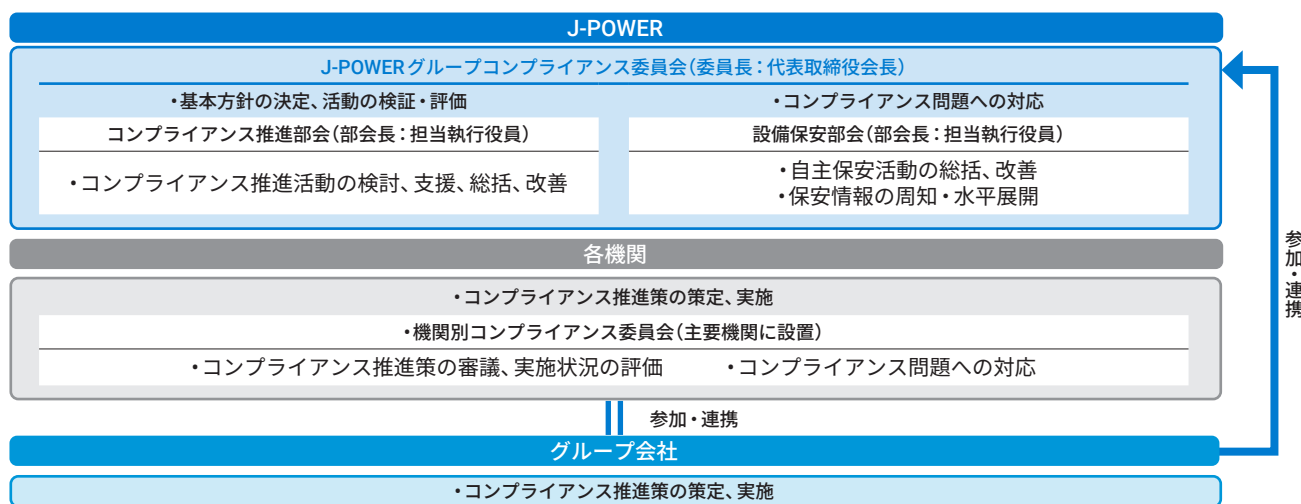 J-POWER
J-POWERグループコンプライアンス委員会（委員長：代表取締役会長）
・基本方針の決定、活動の検証・評価
・コンプライアンス問題への対応
コンプライアンス推進部会（部会長：担当執行役員）
・コンプライアンス推進活動の検討、支援、総括、改善
設備保安部会（部会長：担当執行役員）
・自主保安活動の総括、改善
・保安情報の周知・水平展開
各機関
・コンプライアンス推進策の策定、実施
・機関別コンプライアンス委員会（主要機関に設置）
・コンプライアンス推進策の審議、実施状況の評価
・コンプライアンス問題への対応
参加・連携
グループ会社
・コンプライアンス推進策の策定、実施
参加・連携